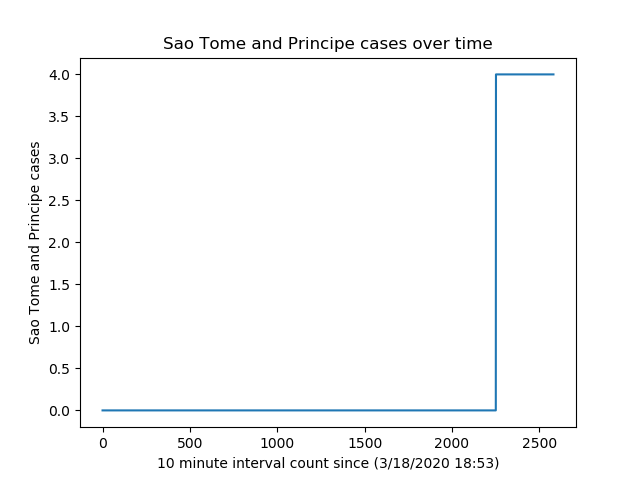 Sao Tome and Principe cases over time
Sao Tome and Principe cases
4.0
3.5
3.0
2.5
2.0
1.5
1.0
0.5
0.0
0 500 1000 1500 2000 2500
10 minute interval count since (3/18/2020 18:53)